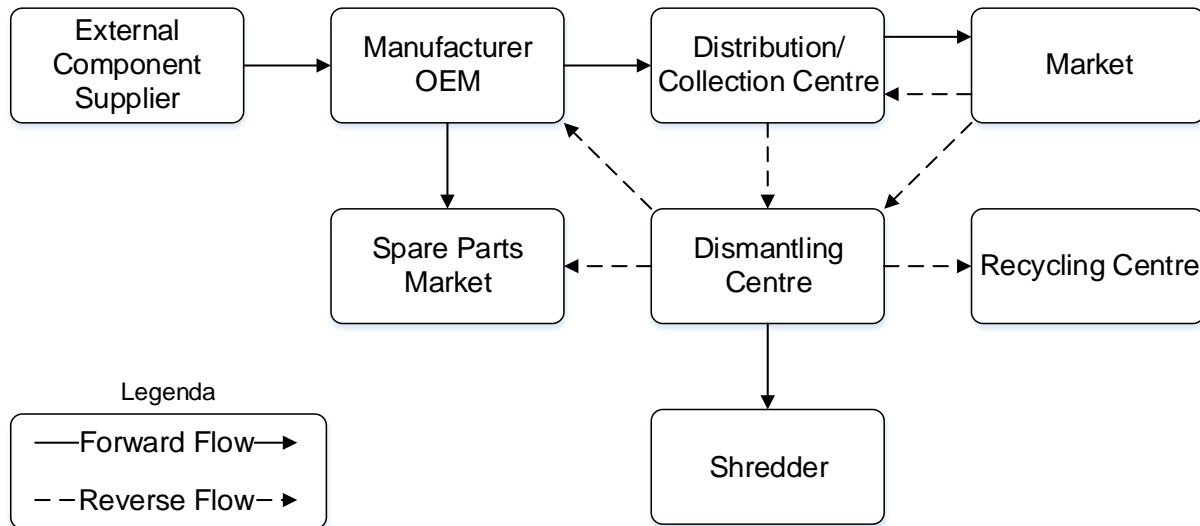 External
Component
Supplier
Manufacturer
OEM
Distribution/
Collection Centre
Market
Spare Parts
Market
Dismantling
Centre
Recycling Centre
Shredder
Legenda
Forward Flow
Reverse Flow